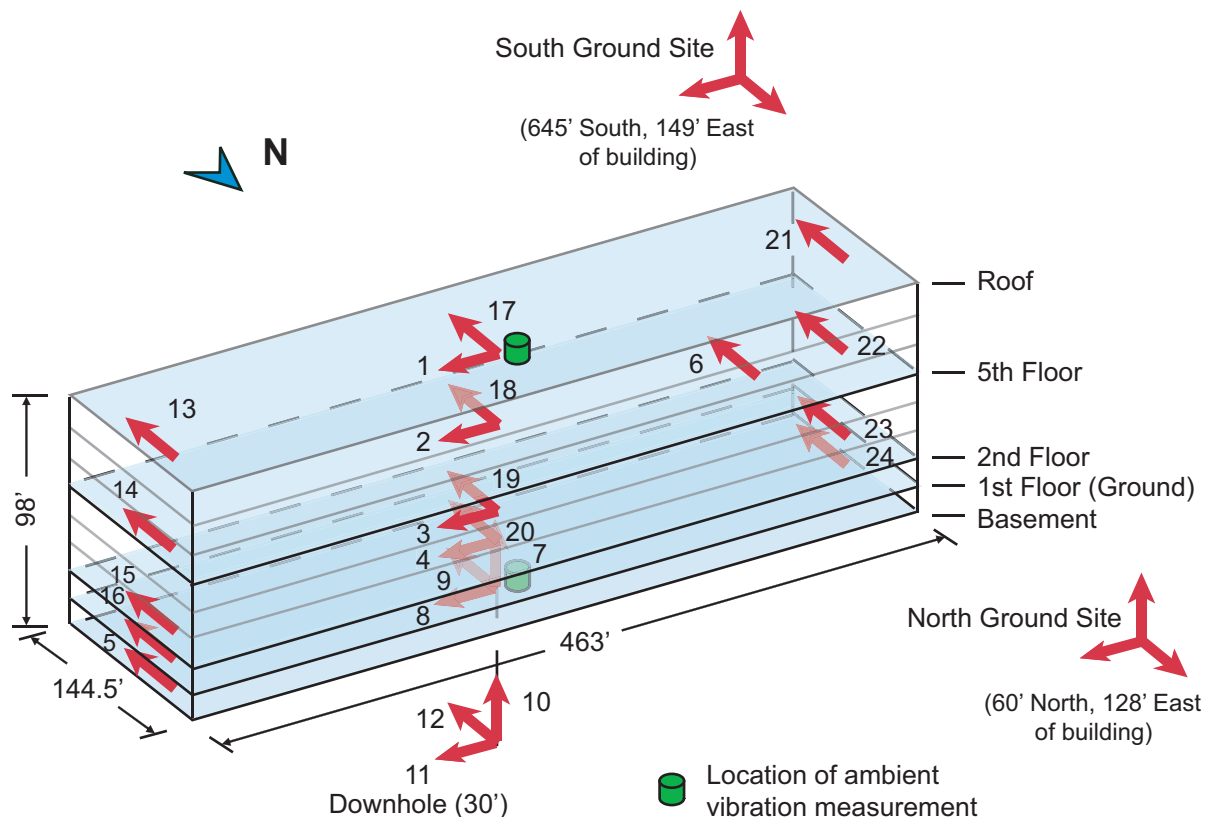 South Ground Site
(645’ South, 149’ East
of building)
N
21
Roof
17
1
22
6
18
5th Floor
13
2
23
2nd Floor
24
14
19
1st Floor (Ground)
98’
3
20
Basement
4
7
15
9
16
8
5
463’
North Ground Site
144.5’
10
(60’ North, 128’ East
of building)
12
11
Downhole (30’)
Location of ambient
vibration measurement